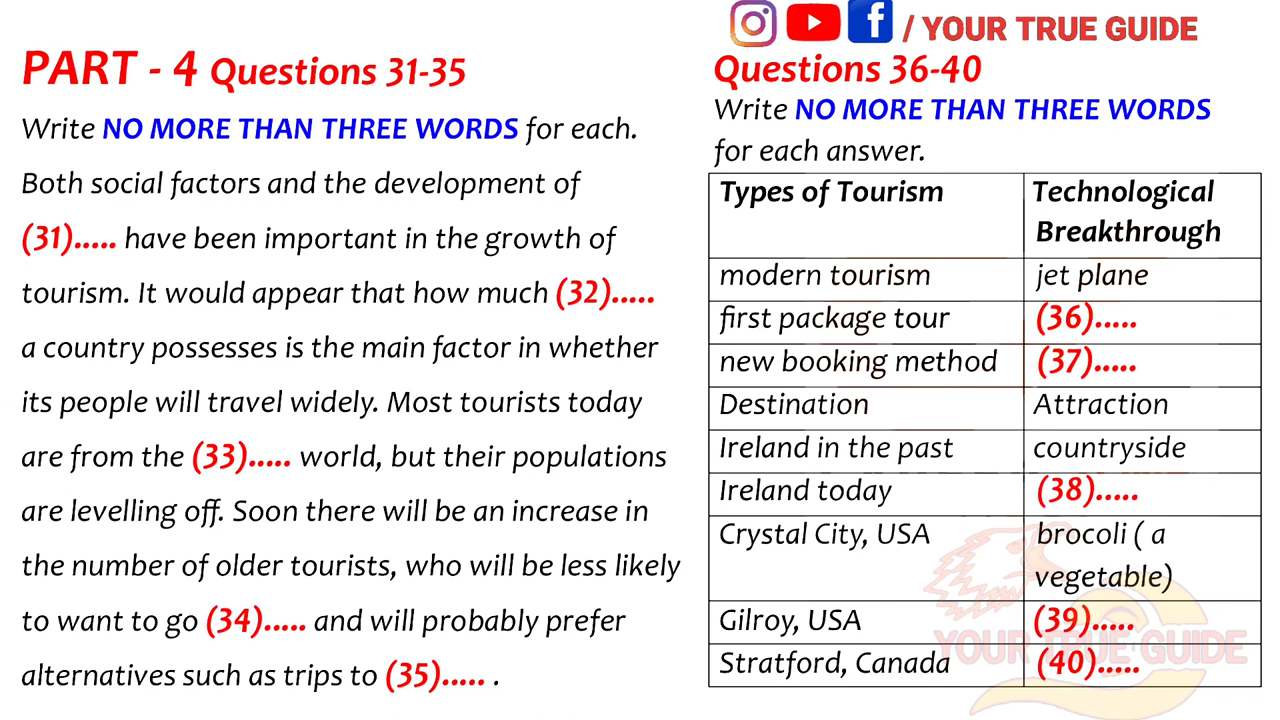 / YOUR TRUE GUIDE
PART - 4 Questions 31-35
Write NO MORE THAN THREE WORDS for each.
Both social factors and the development of
(31)..... have been important in the growth of
tourism. It would appear that how much (32).....
a country possesses is the main factor in whether
its people will travel widely. Most tourists today
are from the (33)..... world, but their populations
are levelling off. Soon there will be an increase in
the number of older tourists, who will be less likely
to want to go (34)..... and will probably prefer
alternatives such as trips to (35)..... .
Questions 36-40
Write NO MORE THAN THREE WORDS
for each answer.
Types of Tourism Technological
Breakthrough
modern tourism jet plane
first package tour (36).....
new booking method (37).....
Destination Attraction
Ireland in the past countryside
Ireland today (38).....
Crystal City, USA brocoli ( a
vegetable)
Gilroy, USA (39).....
Stratford, Canada (40).....
YOUR TRUE GUIDE